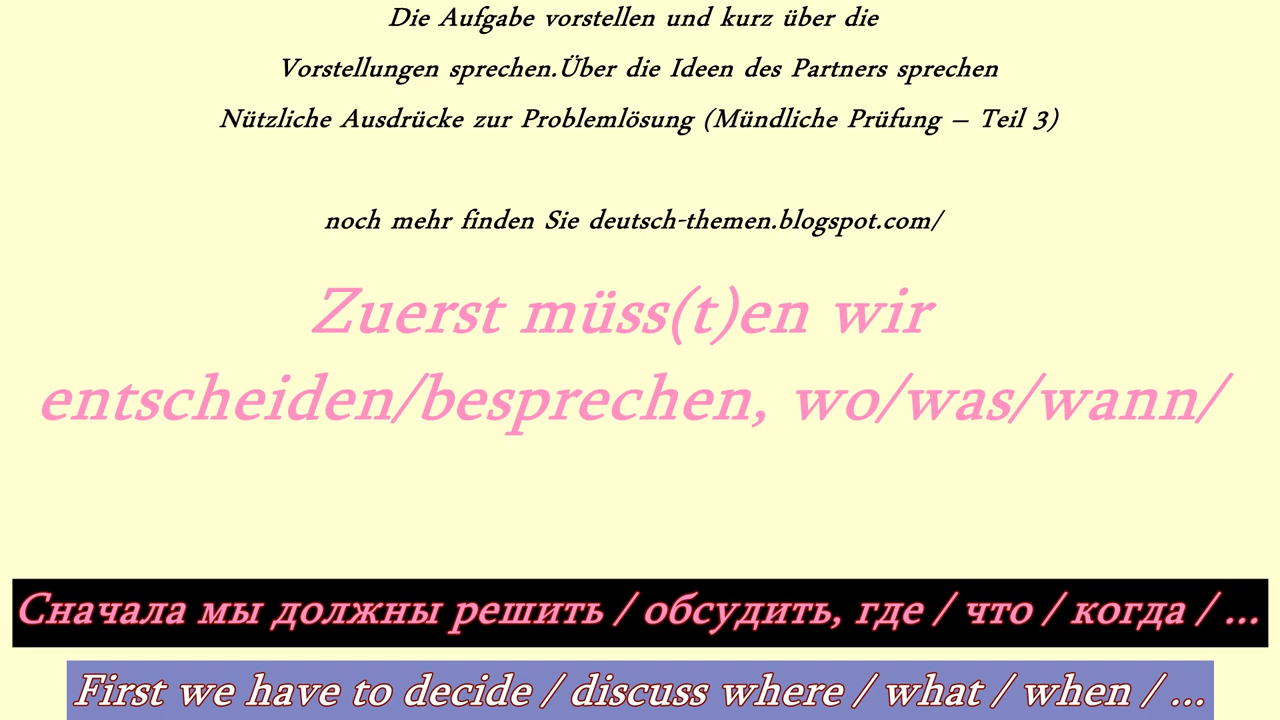 Die Aufgabe vorstellen und kurz über die
Vorstellungen sprechen.Über die Ideen des Partners sprechen
Nützliche Ausdrücke zur Problemlösung (Mündliche Prüfung – Teil 3)
noch mehr finden Sie deutsch-themen.blogspot.com/
Zuerst müss(t)en wir
entscheiden/besprechen, wo/was/wann/
Сначала мы должны решить / обсудить, где / что / когда / ...
First we have to decide / discuss where / what / when / ...